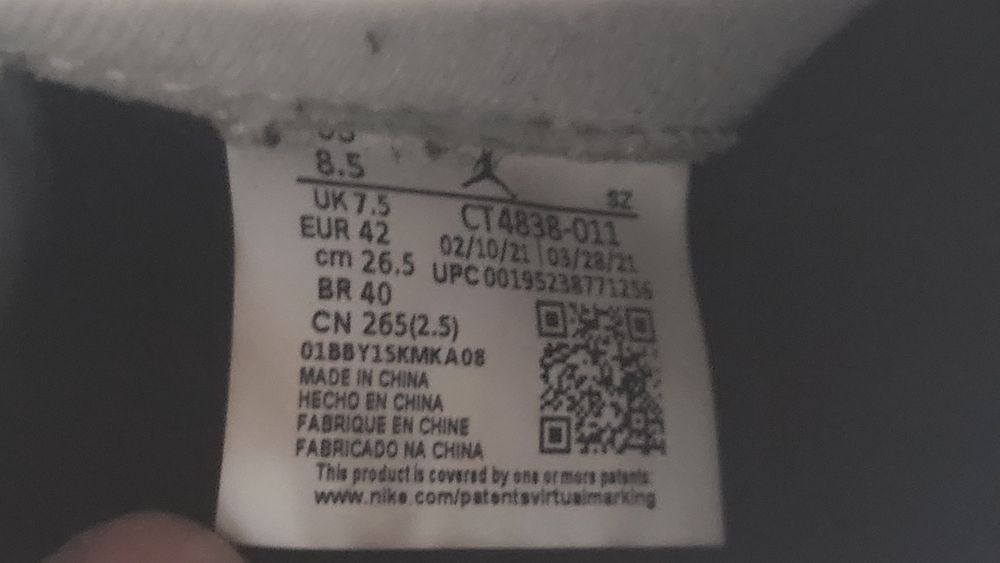 US
8.5
SZ
UK 7.5
CT4838-011
EUR 42
02/10/21 03/28/21
cm 26.5
UPC 00195238771256
BR 40
CN 265(2.5)
01BBY15KMKA08
MADE IN CHINA
HECHO EN CHINA
FABRIQUE EN CHINE
FABRICADO NA CHINA
This product is covered by one or more patents.
www.nike.com/patentsvirtualmarking